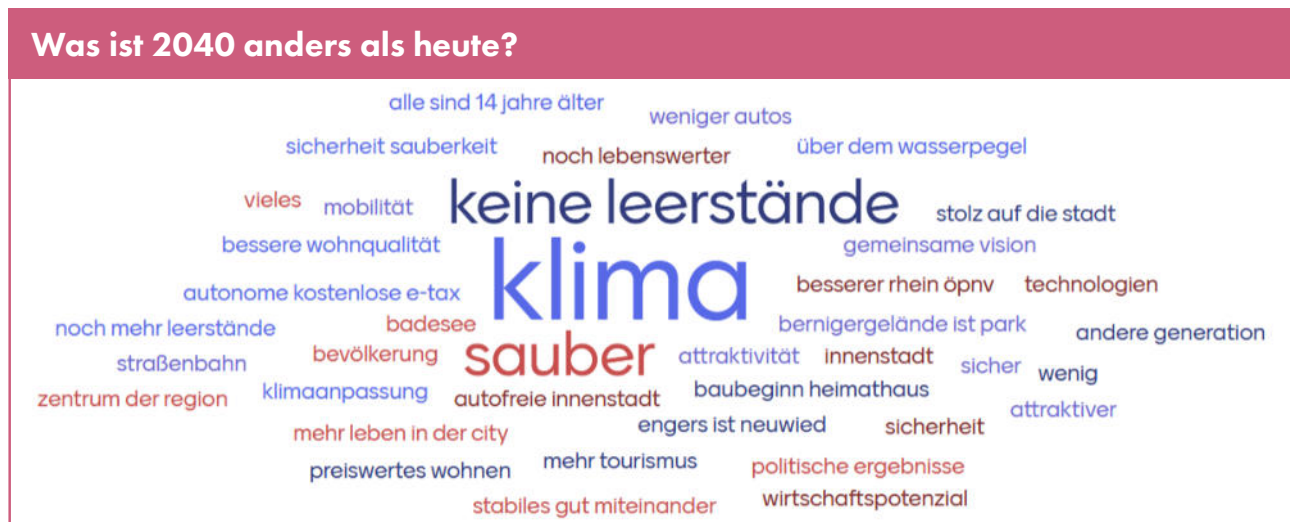 Was ist 2040 anders als heute?
alle sind 14 jahre älter
weniger autos
sicherheit sauberkeit
noch lebenswerter
über dem wasserpegel
vieles
mobilität
keine leerstände
stolz auf die stadt
bessere wohnqualität
klima
gemeinsame vision
autonome kostenlose e-tax
besserer rhein öpnv
technologien
noch mehr leerstände
badesee
bernigergelände ist park
andere generation
straßenbahn
bevölkerung
sauber
attraktivität
innenstadt
sicher
wenig
zentrum der region
klimaanpassung
autofreie innenstadt
baubeginn heimathaus
attraktiver
mehr leben in der city
engers ist neuwied
sicherheit
preiswertes wohnen
mehr tourismus
politische ergebnisse
stabiles gut miteinander
wirtschaftspotenzial